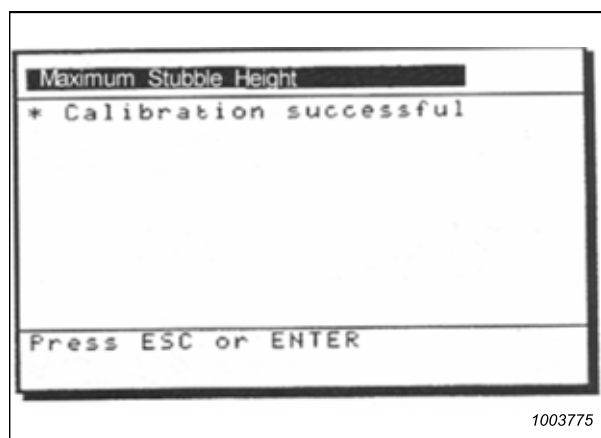 Maximum Stubble Height
* Calibration successful
Press ESC or ENTER
1003775